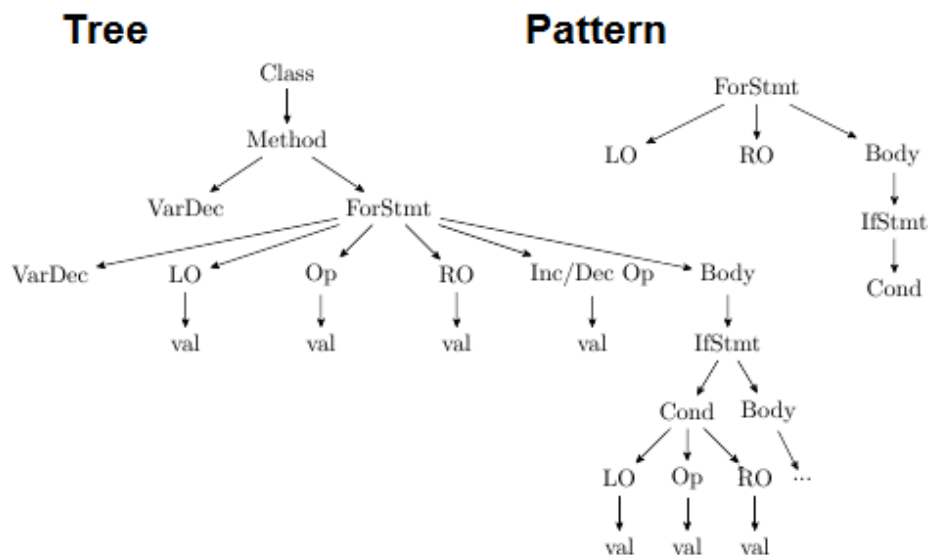 Tree Pattern
Class
ForStmt
Method
LO RO Body
VarDec ForStmt
IfStmt
VarDec LO Op RO Inc/Dec Op Body
Cond
val val val val IfStmt
Cond Body
LO Op RO ...
val val val